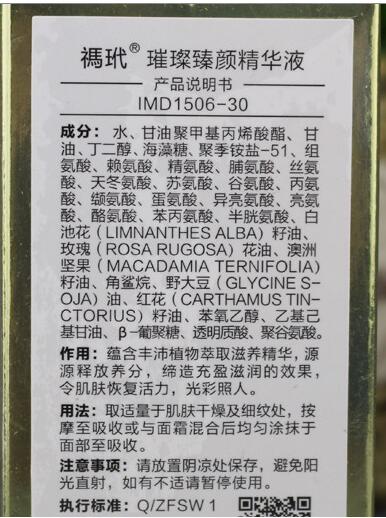 禡玳® 璀璨臻颜精华液
产品说明书
IMD1506-30
成分：水、甘油聚甲基丙烯酸酯、甘
油、丁二醇、海藻糖、聚季铵盐-51、组
氨酸、赖氨酸、精氨酸、脯氨酸、丝氨
酸、天冬氨酸、苏氨酸、谷氨酸、丙氨
酸、缬氨酸、蛋氨酸、异亮氨酸、亮氨
酸、酪氨酸、苯丙氨酸、半胱氨酸、白
池花（LIMNANTHES ALBA）籽油、
玫瑰（ROSA RUGOSA）花油、澳洲
坚果（MACADAMIA TERNIFOLIA）
籽油、角鲨烷、野大豆（GLYCINE S-
OJA）油、红花（CARTHAMUS TIN-
CTORIUS）籽油、苯氧乙醇、乙基己
基甘油、β-葡聚糖、透明质酸、聚谷氨酸。
作用：蕴含丰沛植物萃取滋养精华，源
源释放养分，缔造充盈滋润的效果，
令肌肤恢复活力，光彩照人。
用法：取适量于肌肤干燥及细纹处，按
摩至吸收或与面霜混合后均匀涂抹于
面部至吸收。
注意事项：请放置阴凉处保存，避免阳
光直射，如有不适请暂停使用。
执行标准：Q/ZFSW 1